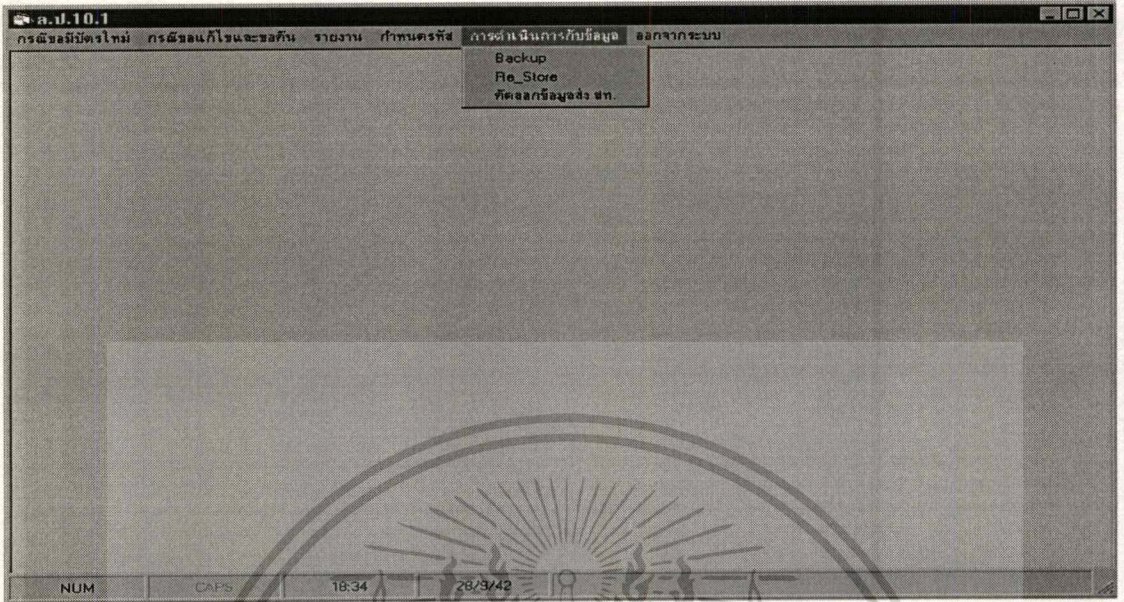 ล.ป.10.1
กรณีขอมีบัตรใหม่ กรณีขอแก้ไขและขอคืน รายงาน กำหนดรหัส การดำเนินการกับข้อมูล ออกจากระบบ
Backup
Re_Store
คัดลอกข้อมูลส่ง สท.
NUM CAPS 18:34 28/9/42